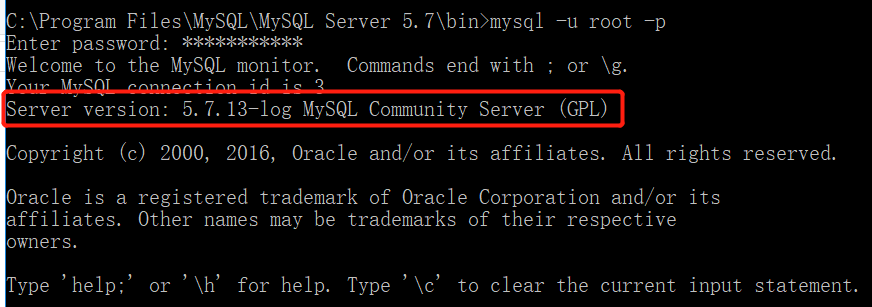 C:\Program Files\MySQL\MySQL Server 5.7\bin>mysql -u root -p
Enter password: ***********
Welcome to the MySQL monitor.  Commands end with ; or \g.
Your MySQL connection id is 3
Server version: 5.7.13-log MySQL Community Server (GPL)
Copyright (c) 2000, 2016, Oracle and/or its affiliates. All rights reserved.
Oracle is a registered trademark of Oracle Corporation and/or its
affiliates. Other names may be trademarks of their respective
owners.
Type 'help;' or '\h' for help. Type '\c' to clear the current input statement.